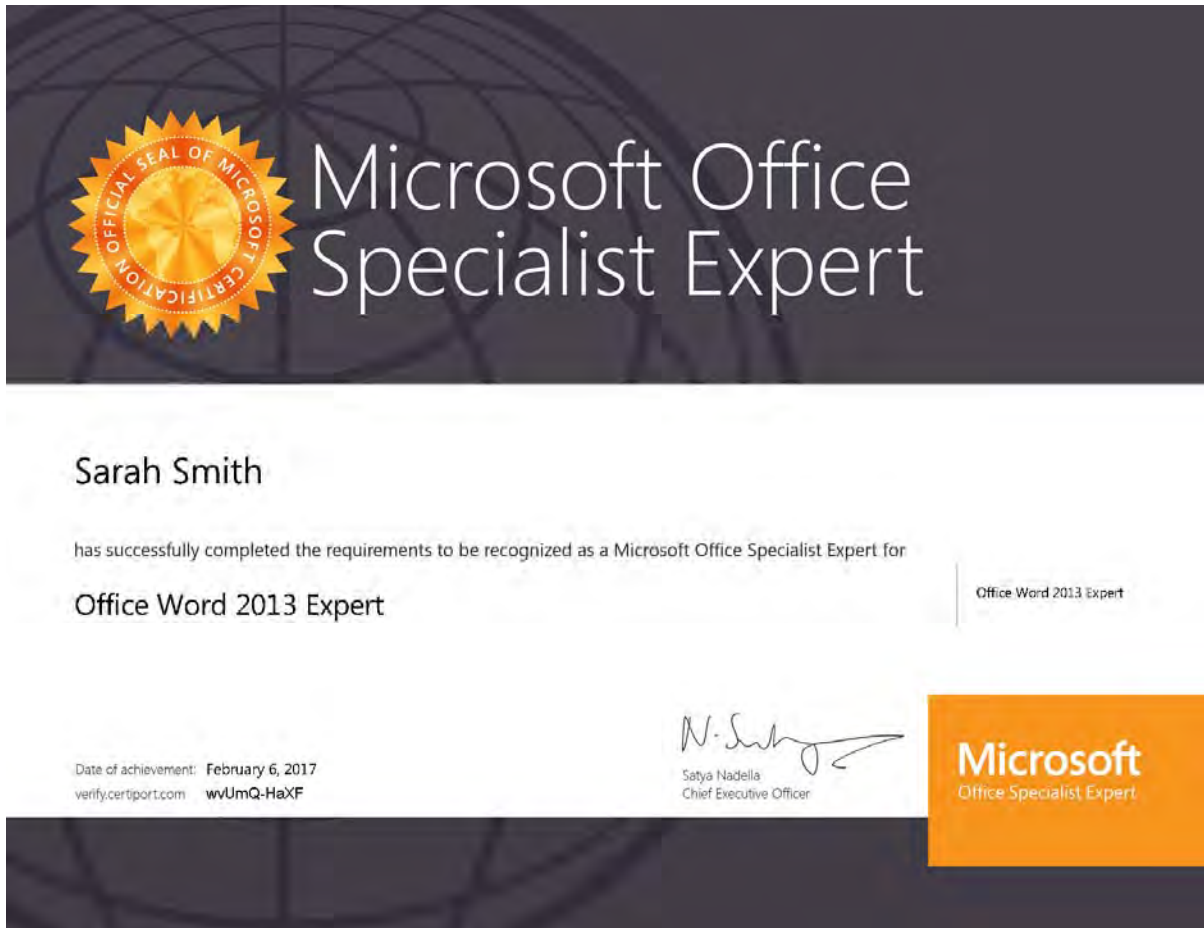 OFFICIAL SEAL OF MICROSOFT CERTIFICATION
Microsoft Office
Specialist Expert
Sarah Smith
has successfully completed the requirements to be recognized as a Microsoft Office Specialist Expert for
Office Word 2013 Expert
Office Word 2013 Expert
Date of achievement: February 6, 2017
verify.certiport.com wvUmQ-HaXF
N. Satya
Satya Nadella
Chief Executive Officer
Microsoft
Office Specialist Expert